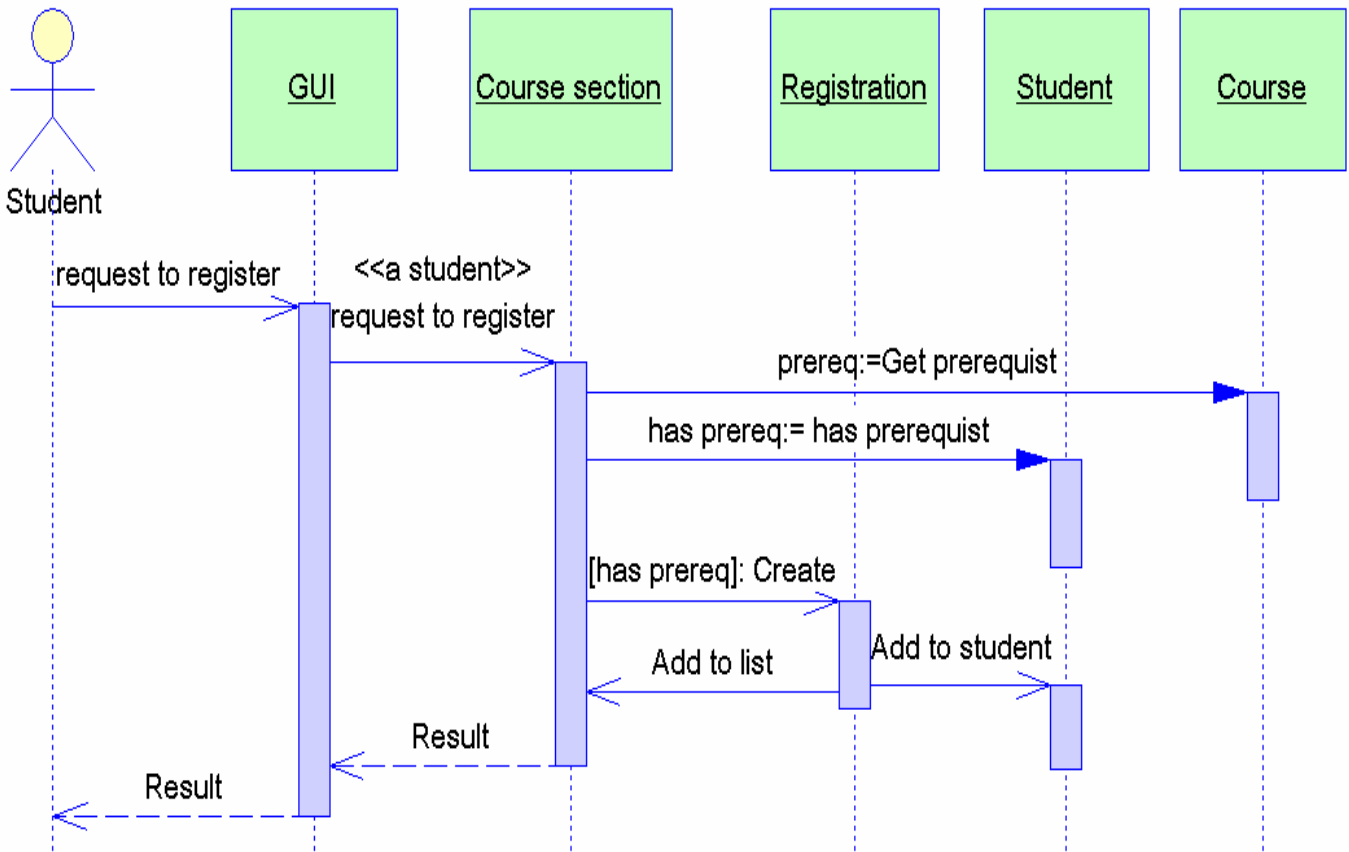 GUI
Course section
Registration
Student
Course
Student
request to register
<<a student>>
request to register
prereq:=Get prerequist
has prereq:= has prerequist
[has prereq]: Create
Add to student
Add to list
Result
Result